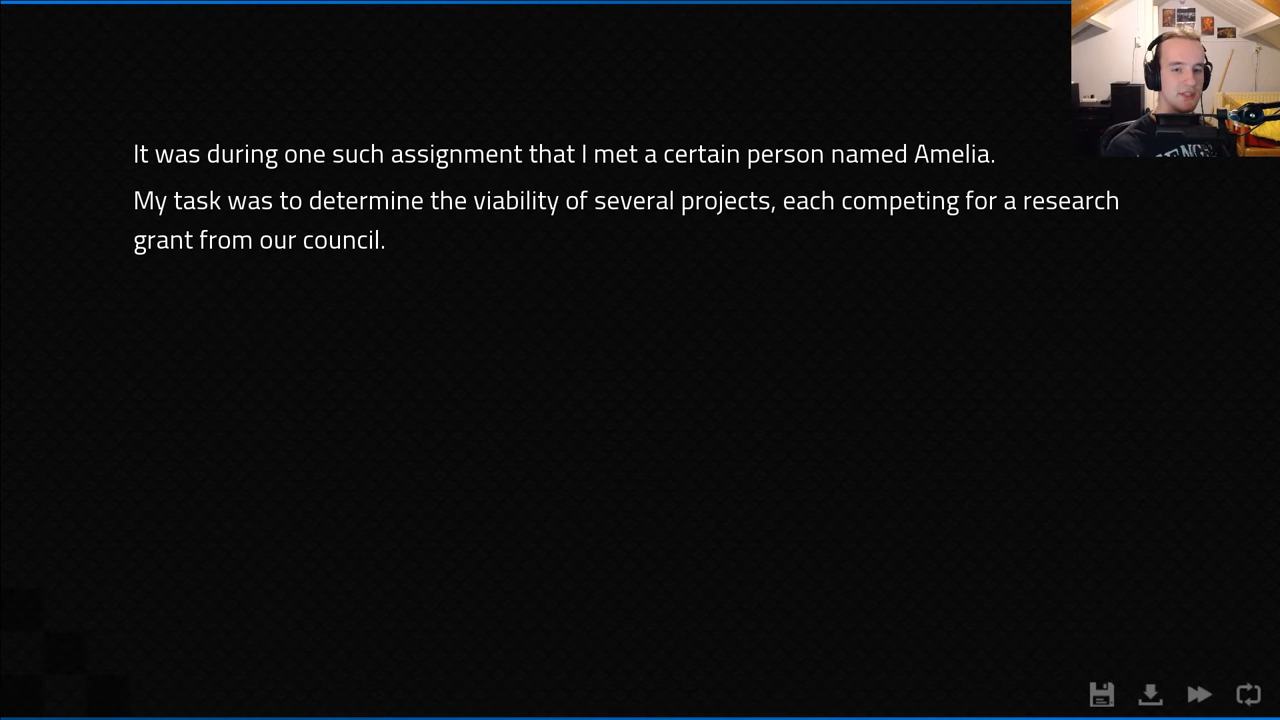 It was during one such assignment that I met a certain person named Amelia.
My task was to determine the viability of several projects, each competing for a research
grant from our council.